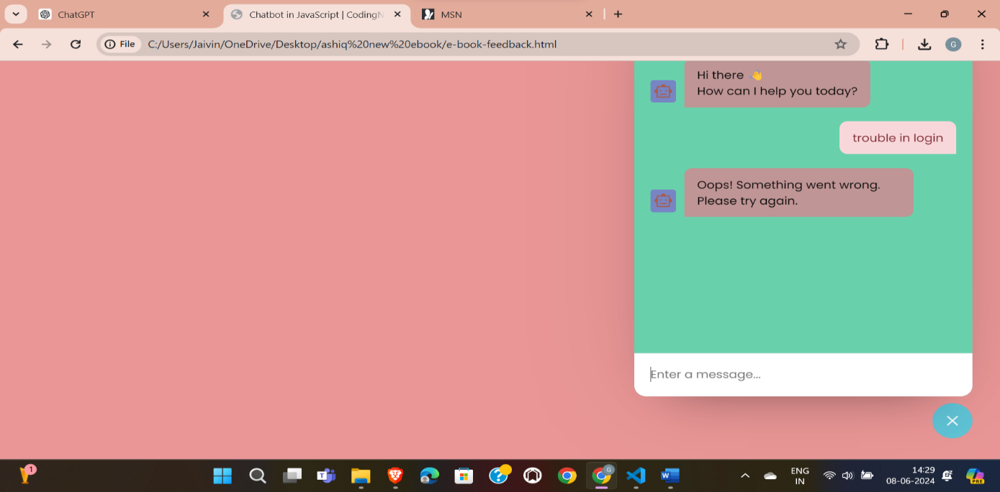 ChatGPT
Chatbot in JavaScript | CodingN
MSN
File
C:/Users/Jaivin/OneDrive/Desktop/ashiq%20new%20ebook/e-book-feedback.html
G
Hi there 👋
How can I help you today?
trouble in login
Oops! Something went wrong.
Please try again.
Enter a message...
1
T
?
G
W
ENG
IN
14:29
08-06-2024
PRE